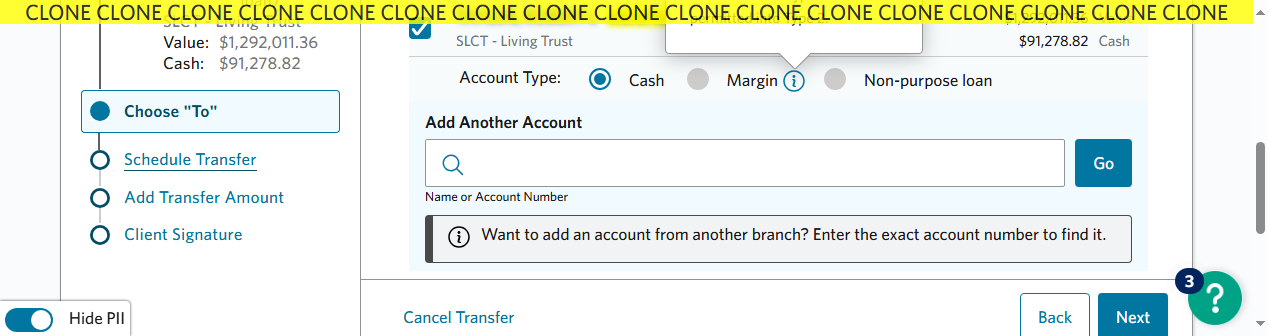 CLONE CLONE CLONE CLONE CLONE CLONE CLONE CLONE CLONE CLONE CLONE CLONE CLONE CLONE CLONE CLONE CLONE
SLCT - Living Trust
Value: $1,292,011.36
Cash: $91,278.82
Choose "To"
Schedule Transfer
Add Transfer Amount
Client Signature
Hide PII
SLCT - Living Trust
$91,278.82 Cash
Account Type: Cash Margin Non-purpose loan
Add Another Account
Go
Name or Account Number
Want to add an account from another branch? Enter the exact account number to find it.
Cancel Transfer
Back
Next
3
?